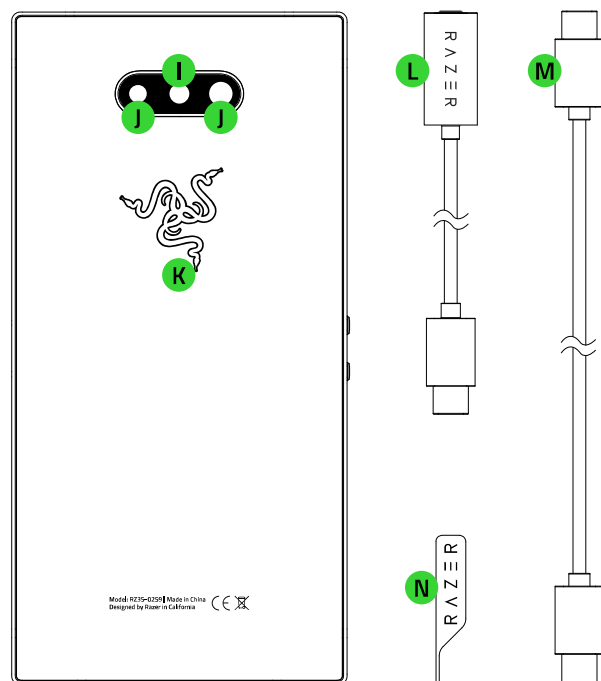 I
J
J
K
Model: RZ35-0259 Made in China
Designed by Razer in California
CE
L
RAZER
M
N
RAZER